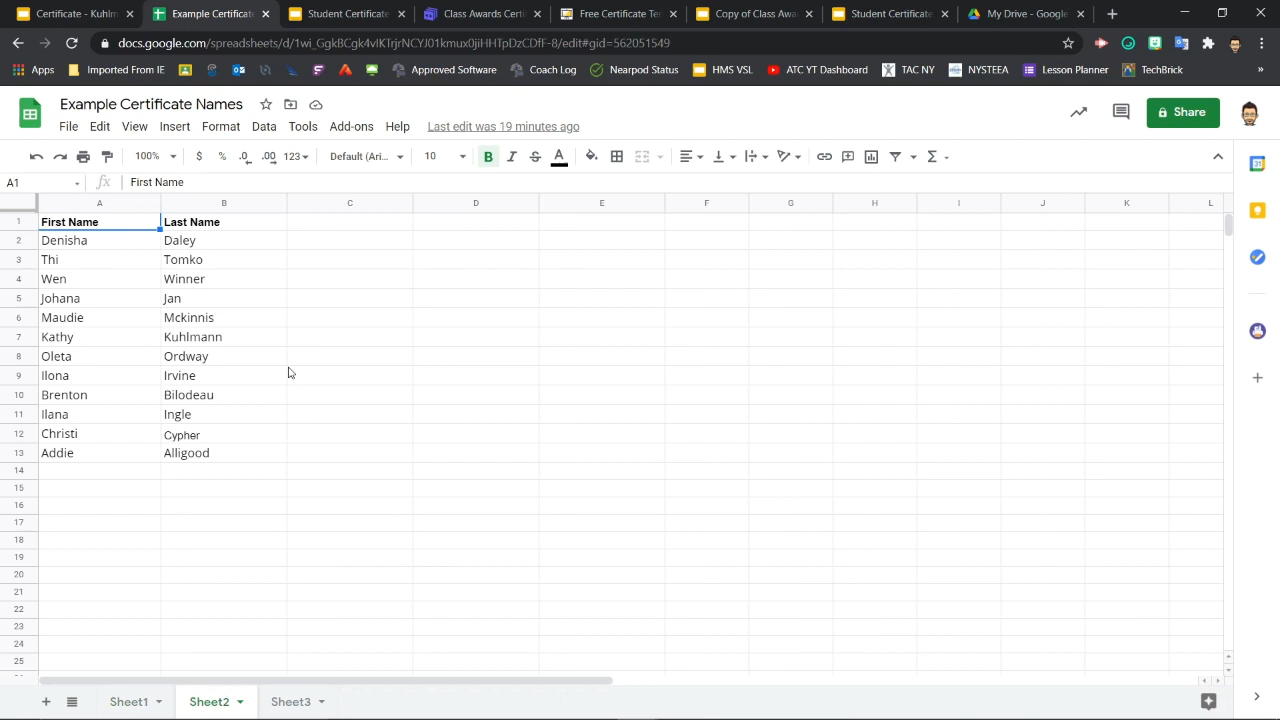 Certificate - Kuhlm Example Certificate Student Certificate Class Awards Certi Free Certificate Ter Copy of Class Awar Student Certificate My Drive - Google
docs.google.com/spreadsheets/d/1wi_GgkBCgk4vIKTrjrNCYJ01kmux0jiHHTpDzCDfF-8/edit#gid=562051549
Apps Imported From IE Approved Software Coach Log Nearpod Status HMS VSL ATC YT Dashboard TAC NY NYSTEEA Lesson Planner TechBrick »
Example Certificate Names
File Edit View Insert Format Data Tools Add-ons Help Last edit was 19 minutes ago
Share
100% $ % .0 .00 123 Default (Ari... 10 B I S A Σ
A1 fx First Name
A B C D E F G H I J K L
1 First Name Last Name
2 Denisha Daley
3 Thi Tomko
4 Wen Winner
5 Johana Jan
6 Maudie Mckinnis
7 Kathy Kuhlmann
8 Oleta Ordway
9 Ilona Irvine
10 Brenton Bilodeau
11 Ilana Ingle
12 Christi Cypher
13 Addie Alligood
14
15
16
17
18
19
20
21
22
23
24
25
Sheet1 Sheet2 Sheet3